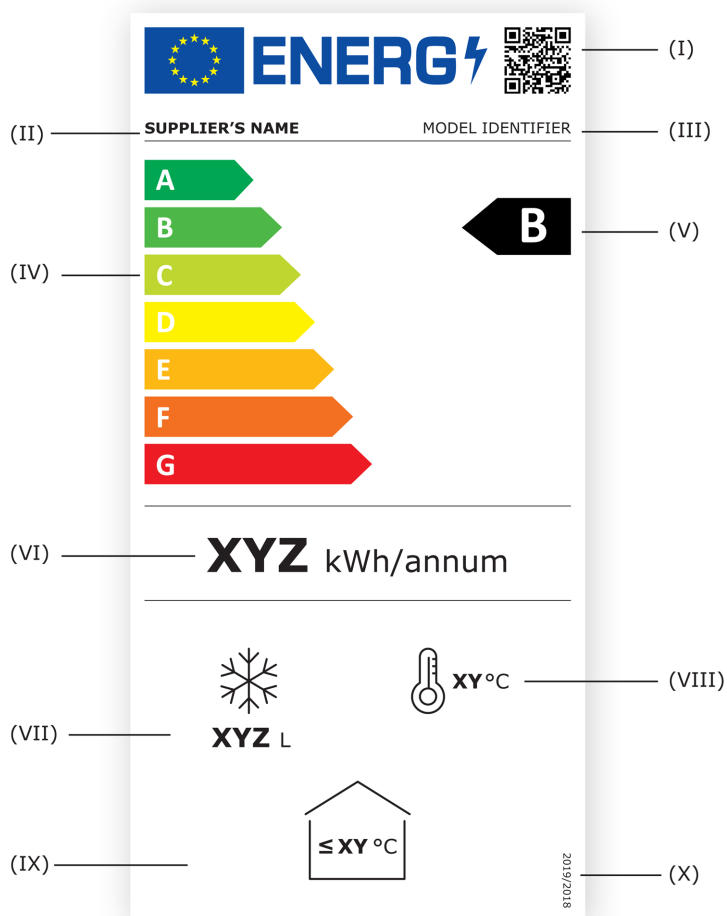 ENERG
(I)
(II)
SUPPLIER'S NAME
MODEL IDENTIFIER
(III)
A
B
B
(V)
(IV)
C
D
E
F
G
(VI)
XYZ kWh/annum
XY°C
(VIII)
(VII)
XYZ L
≤ XY °C
(IX)
2019/2018
(X)